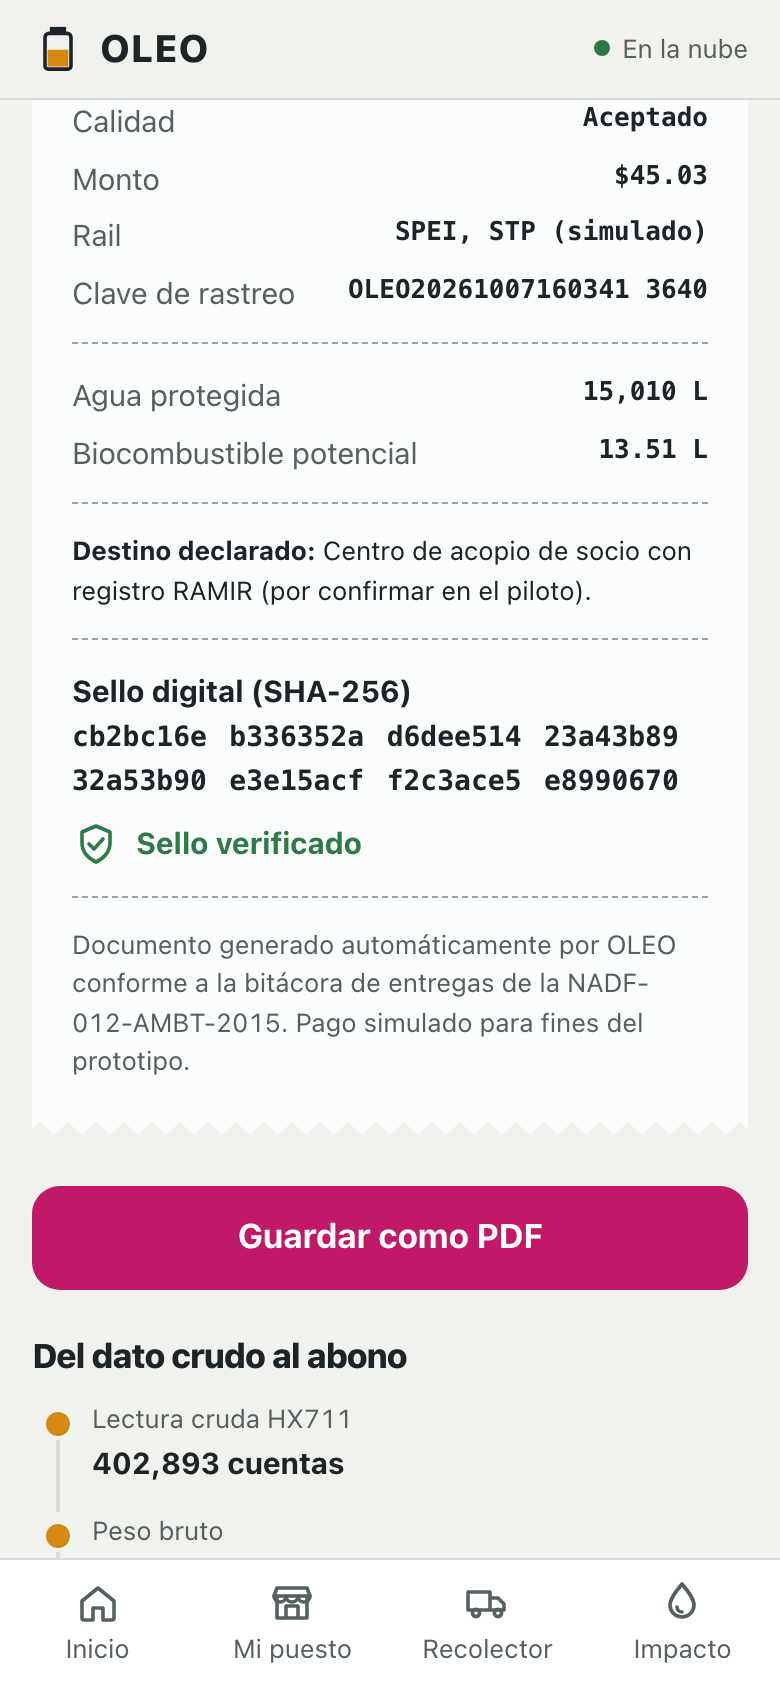 OLEO
En la nube
Calidad Aceptado
Monto $45.03
Rail SPEI, STP (simulado)
Clave de rastreo OLEO20261007160341 3640
Agua protegida 15,010 L
Biocombustible potencial 13.51 L
Destino declarado: Centro de acopio de socio con
registro RAMIR (por confirmar en el piloto).
Sello digital (SHA-256)
cb2bc16e b336352a d6dee514 23a43b89
32a53b90 e3e15acf f2c3ace5 e8990670
Sello verificado
Documento generado automáticamente por OLEO
conforme a la bitácora de entregas de la NADF-
012-AMBT-2015. Pago simulado para fines del
prototipo.
Guardar como PDF
Del dato crudo al abono
Lectura cruda HX711
402,893 cuentas
Peso bruto
Inicio Mi puesto Recolector Impacto